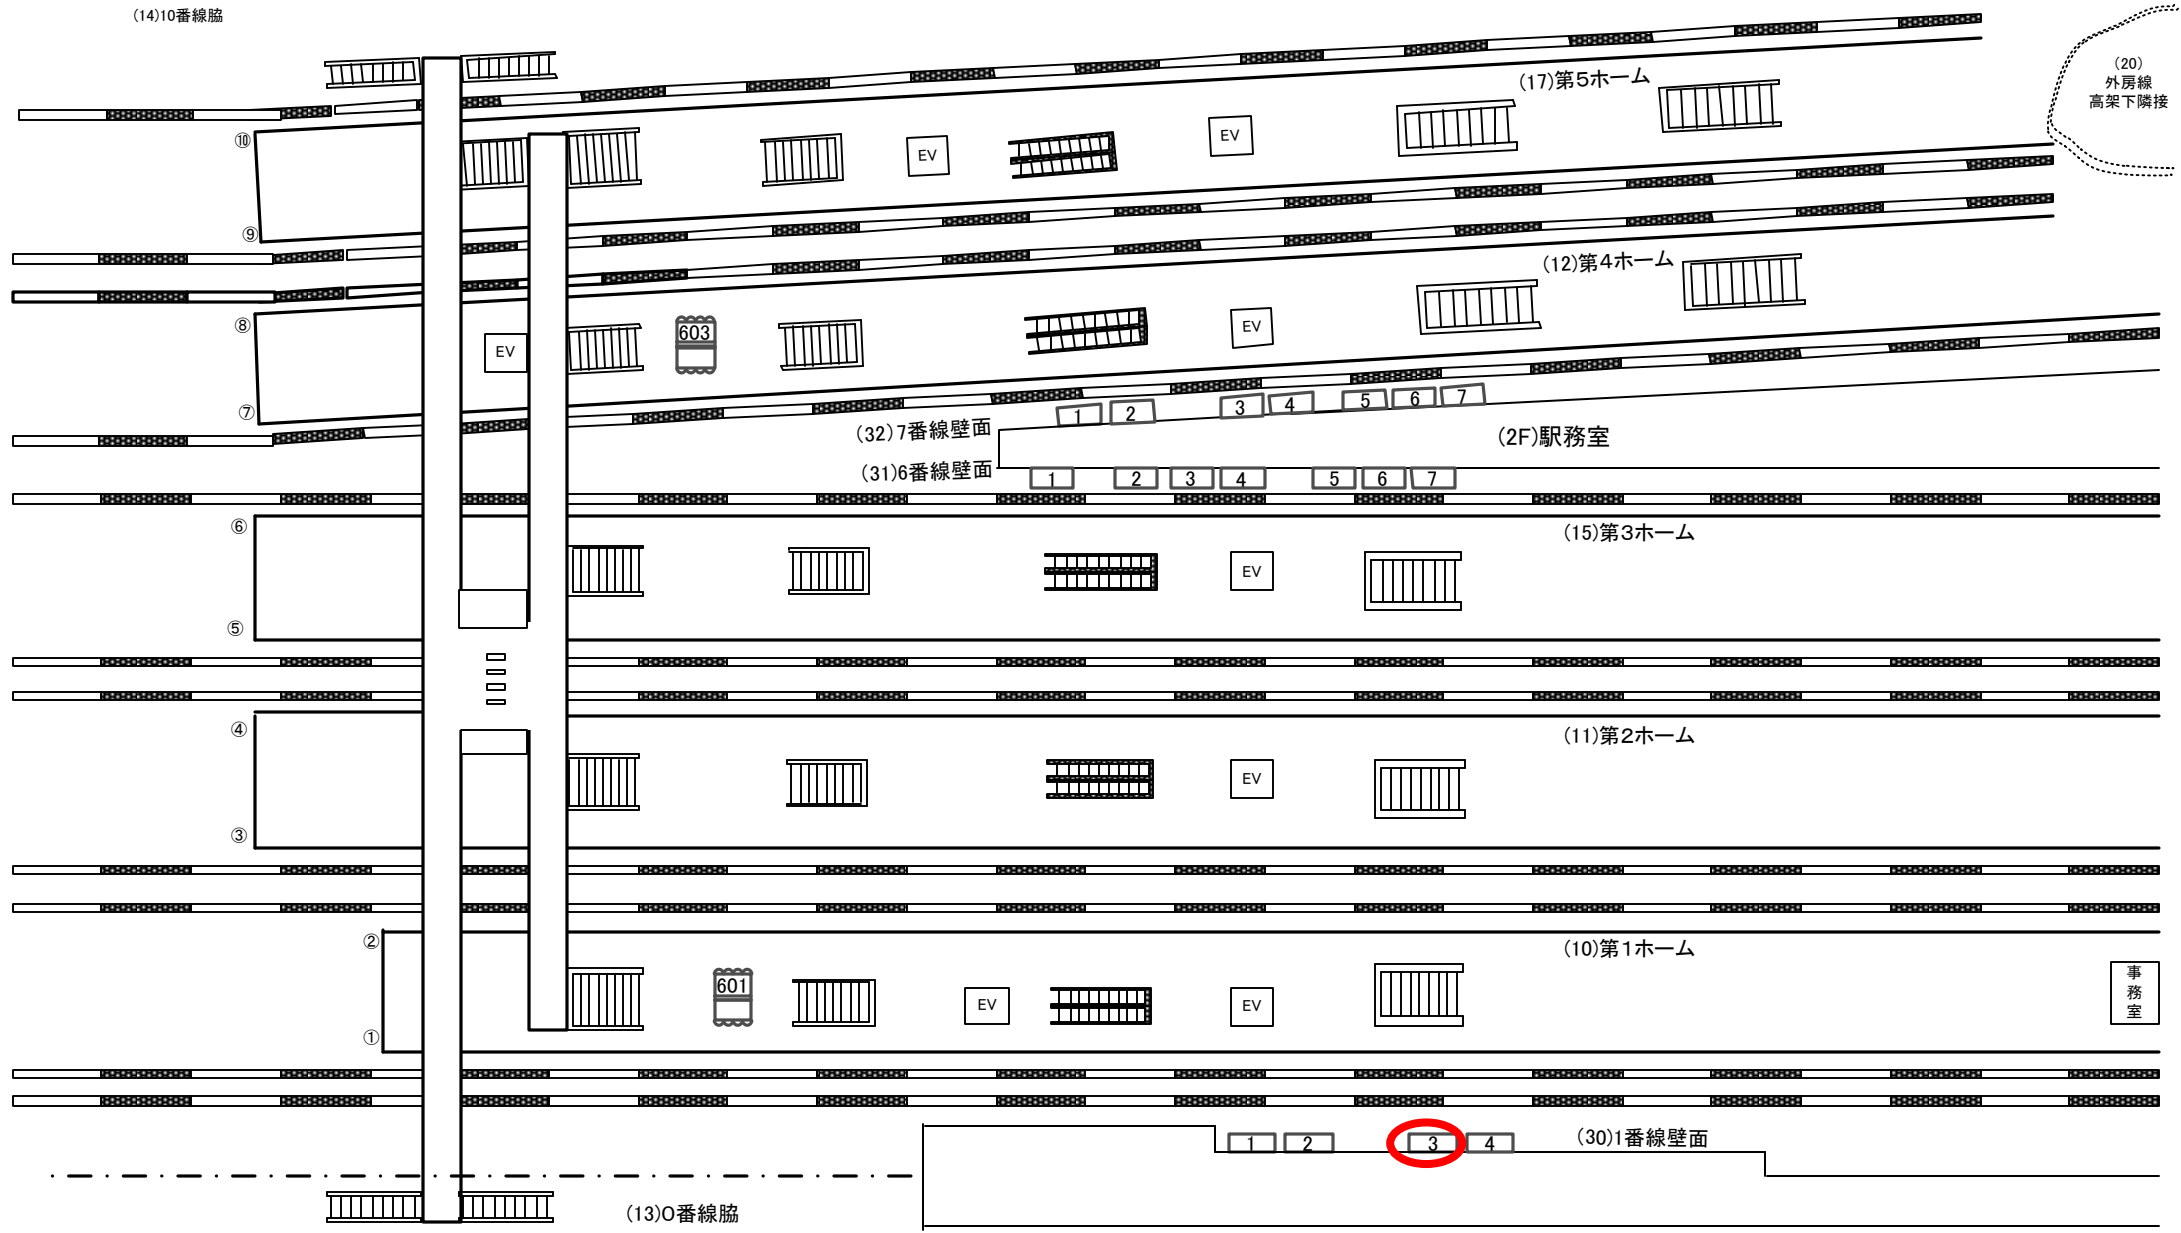 (14)10番線脇
(20)
外房線
高架下隣接
(17)第5ホーム
⑩
EV
EV
⑨
(12)第4ホーム
⑧
EV
603
EV
⑦
1
2
3
4
5
6
7
(32)7番線壁面
(2F)駅務室
(31)6番線壁面
1
2
3
4
5
6
7
⑥
(15)第3ホーム
EV
⑤
④
(11)第2ホーム
EV
③
②
(10)第1ホーム
601
EV
EV
事
務
室
①
1
2
3
4
(30)1番線壁面
(13)0番線脇